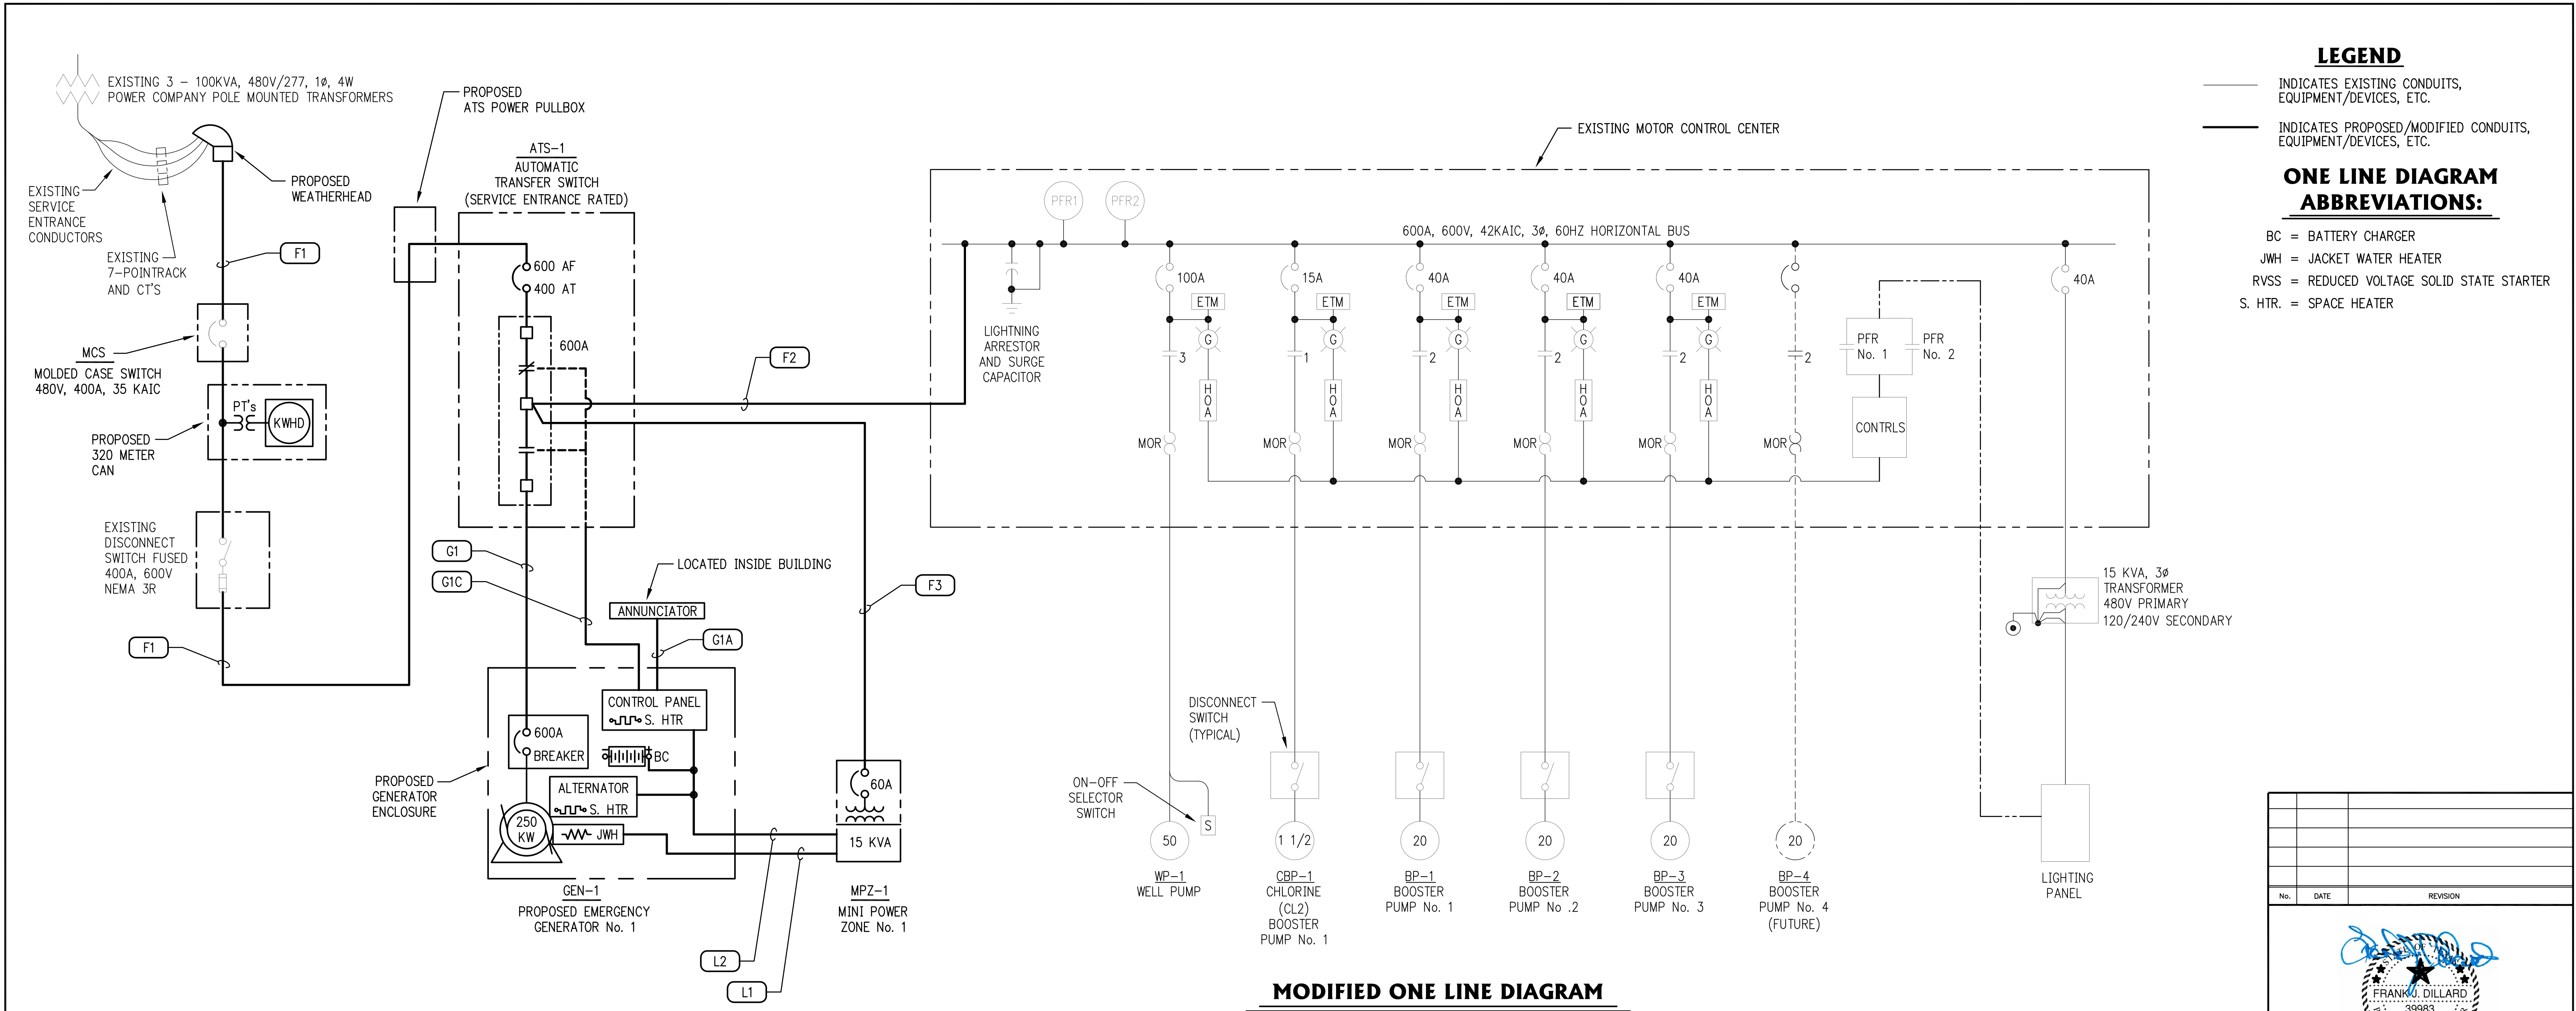 EXISTING 3 - 100KVA, 480V/277, 1ø, 4W
POWER COMPANY POLE MOUNTED TRANSFORMERS
PROPOSED
WEATHERHEAD
EXISTING
SERVICE
ENTRANCE
CONDUCTORS
EXISTING
7-POINTRACK
AND CT'S
F1
MCS
MOLDED CASE SWITCH
480V, 400A, 35 KAIC
PT's
KWHD
PROPOSED
320 METER
CAN
EXISTING
DISCONNECT
SWITCH FUSED
400A, 600V
NEMA 3R
F1
PROPOSED
ATS POWER PULLBOX
ATS-1
AUTOMATIC
TRANSFER SWITCH
(SERVICE ENTRANCE RATED)
600 AF
400 AT
600A
F2
G1
G1C
LOCATED INSIDE BUILDING
ANNUNCIATOR
G1A
F3
CONTROL PANEL
S. HTR
600A
BREAKER
BC
ALTERNATOR
S. HTR
250
KW
JWH
PROPOSED
GENERATOR
ENCLOSURE
60A
15 KVA
GEN-1
PROPOSED EMERGENCY
GENERATOR No. 1
MPZ-1
MINI POWER
ZONE No. 1
L2
L1
EXISTING MOTOR CONTROL CENTER
PFR1
PFR2
600A, 600V, 42KAIC, 3ø, 60HZ HORIZONTAL BUS
LIGHTNING
ARRESTOR
AND SURGE
CAPACITOR
100A
ETM
G
3
HOA
MOR
15A
ETM
G
1
HOA
MOR
40A
ETM
G
2
HOA
MOR
40A
ETM
G
2
HOA
MOR
40A
ETM
G
2
HOA
MOR
2
MOR
PFR
No. 1
PFR
No. 2
CONTRLS
40A
15 KVA, 3ø
TRANSFORMER
480V PRIMARY
120/240V SECONDARY
DISCONNECT
SWITCH
(TYPICAL)
ON-OFF
SELECTOR
SWITCH
S
50
1 1/2
20
20
20
20
WP-1
WELL PUMP
CBP-1
CHLORINE
(CL2)
BOOSTER
PUMP No. 1
BP-1
BOOSTER
PUMP No. 1
BP-2
BOOSTER
PUMP No .2
BP-3
BOOSTER
PUMP No. 3
BP-4
BOOSTER
PUMP No. 4
(FUTURE)
LIGHTING
PANEL
MODIFIED ONE LINE DIAGRAM
LEGEND
INDICATES EXISTING CONDUITS,
EQUIPMENT/DEVICES, ETC.
INDICATES PROPOSED/MODIFIED CONDUITS,
EQUIPMENT/DEVICES, ETC.
ONE LINE DIAGRAM
ABBREVIATIONS:
BC = BATTERY CHARGER
JWH = JACKET WATER HEATER
RVSS = REDUCED VOLTAGE SOLID STATE STARTER
S. HTR. = SPACE HEATER
No. DATE REVISION
FRANK J. DILLARD
39983